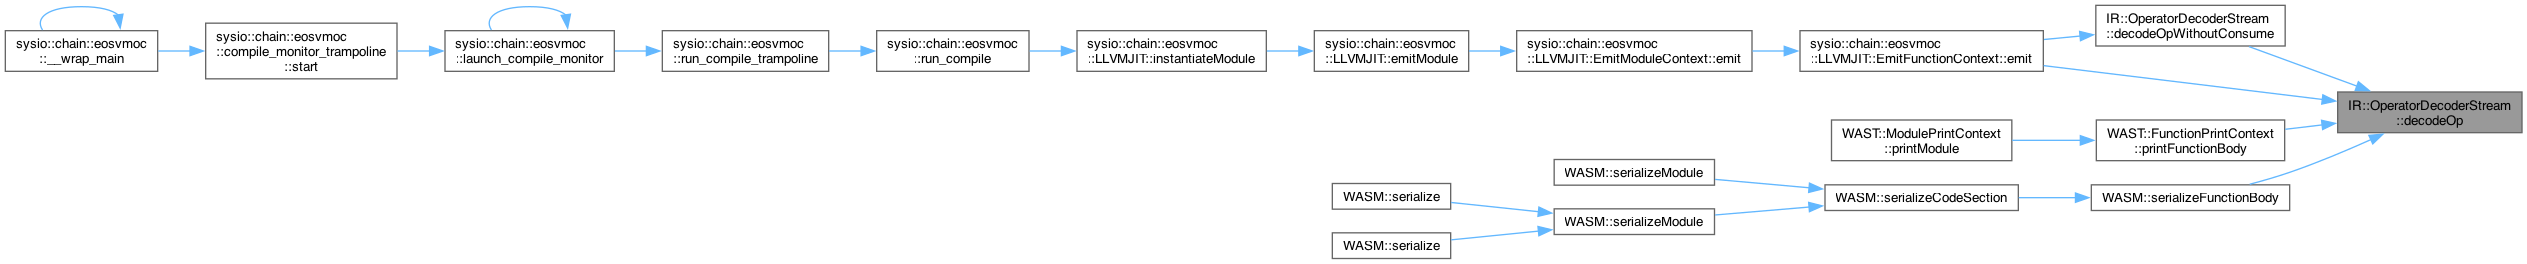 sysio::chain::eosvmoc
::__wrap_main
sysio::chain::eosvmoc
::compile_monitor_trampoline
::start
sysio::chain::eosvmoc
::launch_compile_monitor
sysio::chain::eosvmoc
::run_compile_trampoline
sysio::chain::eosvmoc
::run_compile
sysio::chain::eosvmoc
::LLVMJIT::instantiateModule
sysio::chain::eosvmoc
::LLVMJIT::emitModule
sysio::chain::eosvmoc
::LLVMJIT::EmitModuleContext::emit
sysio::chain::eosvmoc
::LLVMJIT::EmitFunctionContext::emit
IR::OperatorDecoderStream
::decodeOpWithoutConsume
IR::OperatorDecoderStream
::decodeOp
WAST::ModulePrintContext
::printModule
WAST::FunctionPrintContext
::printFunctionBody
WASM::serializeModule
WASM::serialize
WASM::serializeModule
WASM::serializeCodeSection
WASM::serializeFunctionBody
WASM::serialize